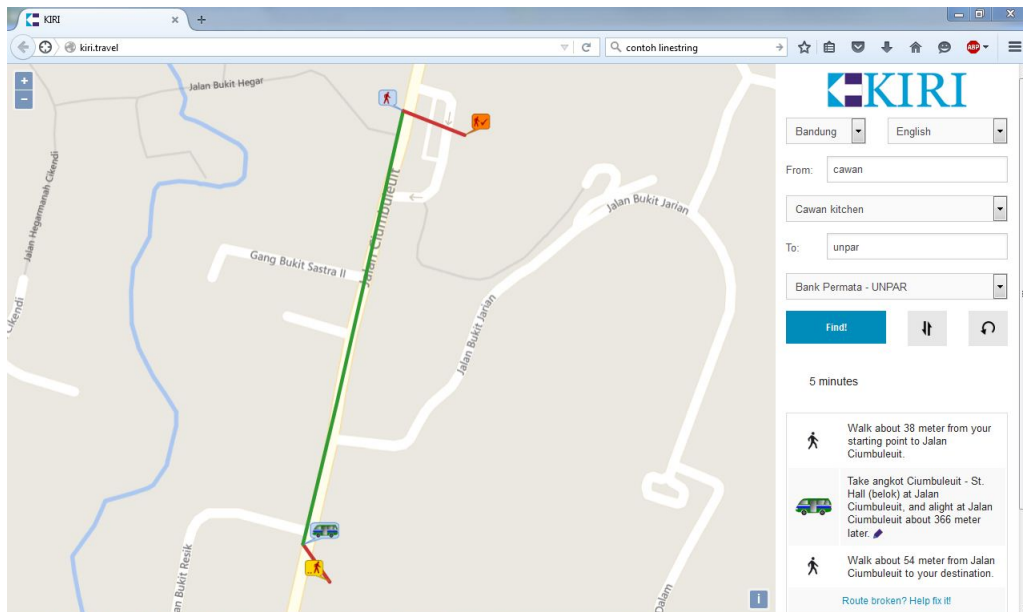 KIRI
kiri.travel
contoh linestring
ABP
+
−
Jalan Bukit Hegar
Jalan Hegarmanah Cikendi
Cikendi
Jalan Ciumbuleuit
Gang Bukit Sastra II
Jalan Bukit Jarian
Jalan Bukit Jarian
an Bukit Resik
Dalam
i
KIRI
Bandung
English
From:
cawan
Cawan kitchen
To:
unpar
Bank Permata - UNPAR
Find!
5 minutes
Walk about 38 meter from your
starting point to Jalan
Ciumbuleuit.
Take angkot Ciumbuleuit - St.
Hall (belok) at Jalan
Ciumbuleuit, and alight at Jalan
Ciumbuleuit about 366 meter
later.
Walk about 54 meter from Jalan
Ciumbuleuit to your destination.
Route broken? Help fix it!